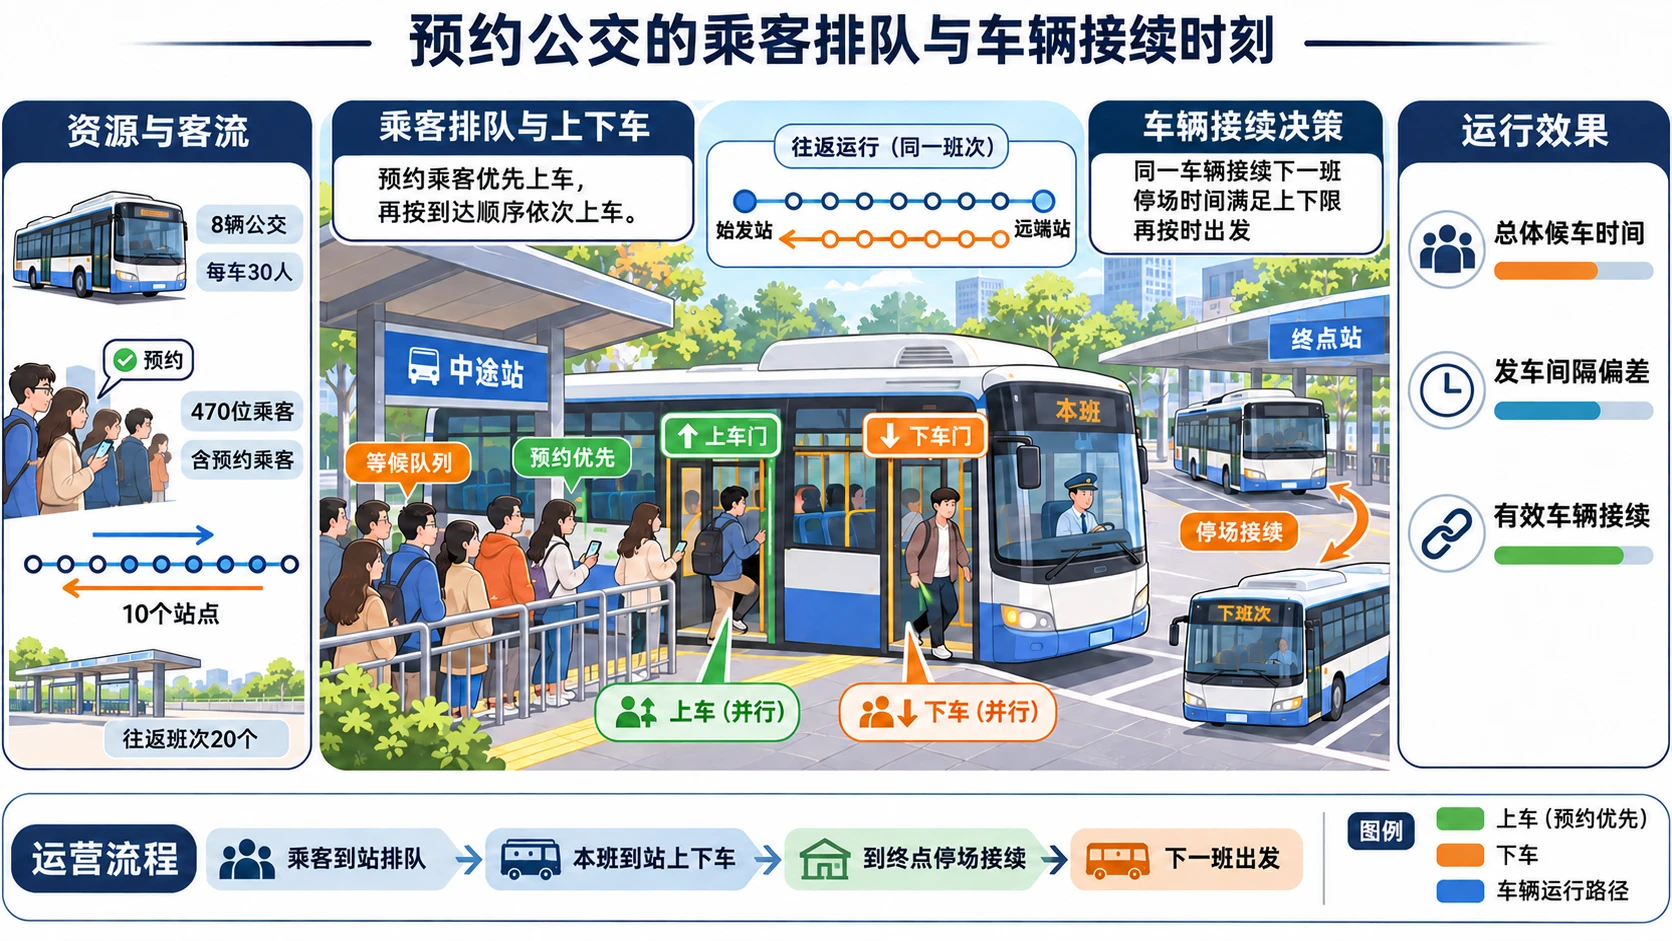 预约公交的乘客排队与车辆接续时刻
资源与客流
8辆公交
每车30人
预约
470位乘客
含预约乘客
10个站点
往返班次20个
乘客排队与上下车
预约乘客优先上车，
再按到达顺序依次上车。
往返运行（同一班次）
始发站
远端站
车辆接续决策
同一车辆接续下一班
停场时间满足上下限
再按时出发
中途站
等候队列
预约优先
上车门
下车门
本班
终点站
停场接续
下班次
上车（并行）
下车（并行）
运行效果
总体候车时间
发车间隔偏差
有效车辆接续
运营流程
乘客到站排队
本班到站上下车
到终点停场接续
下一班出发
图例
上车（预约优先）
下车
车辆运行路径